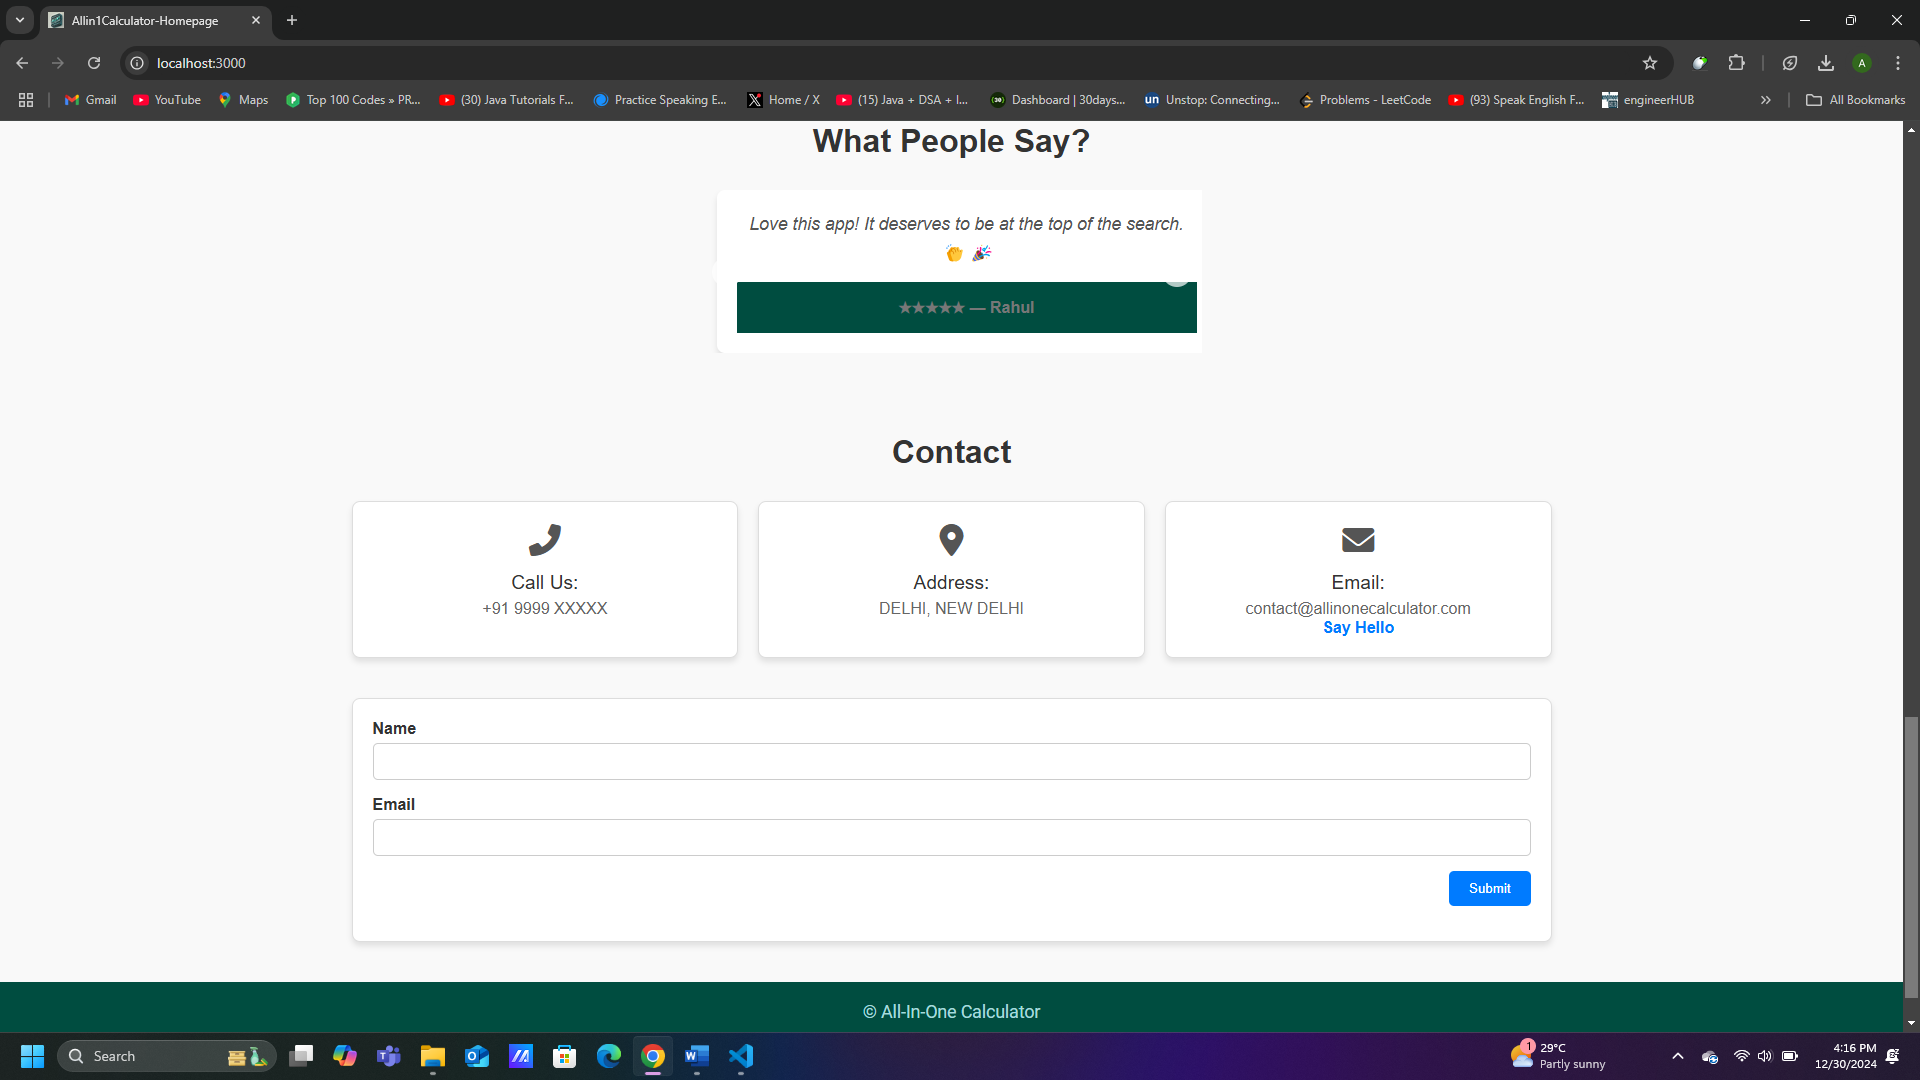 Allin1Calculator-Homepage
localhost:3000
A
Gmail
YouTube
Maps
Top 100 Codes » PR...
(30) Java Tutorials F...
Practice Speaking E...
Home / X
(15) Java + DSA + I...
Dashboard | 30days...
un Unstop: Connecting...
Problems - LeetCode
(93) Speak English F...
engineerHUB
All Bookmarks
What People Say?
Love this app! It deserves to be at the top of the search.
👏 🎉
★★★★★ — Rahul
Contact
Call Us:
+91 9999 XXXXX
Address:
DELHI, NEW DELHI
Email:
contact@allinonecalculator.com
Say Hello
Name
Email
Submit
© All-In-One Calculator
Search
1
29°C
Partly sunny
4:16 PM
12/30/2024